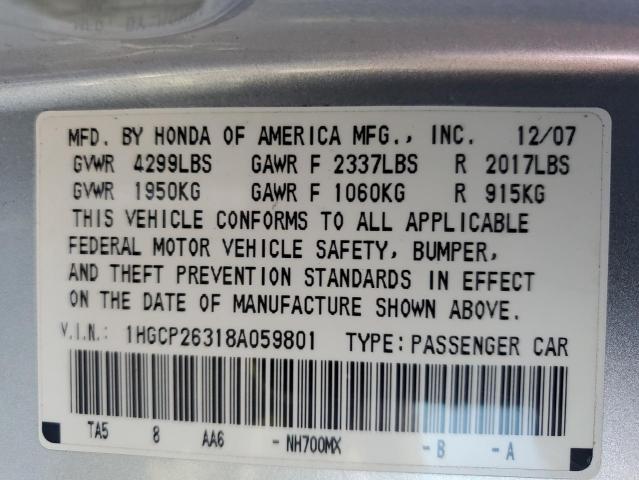 MFD. BY HONDA OF AMERICA MFG., INC. 12/07
GVWR 4299LBS GAWR F 2337LBS R 2017LBS
GVWR 1950KG GAWR F 1060KG R 915KG
THIS VEHICLE CONFORMS TO ALL APPLICABLE
FEDERAL MOTOR VEHICLE SAFETY, BUMPER,
AND THEFT PREVENTION STANDARDS IN EFFECT
ON THE DATE OF MANUFACTURE SHOWN ABOVE.
V.I.N.: 1HGCP26318A059801 TYPE: PASSENGER CAR
TA5 8 AA6 - NH700MX - B - A